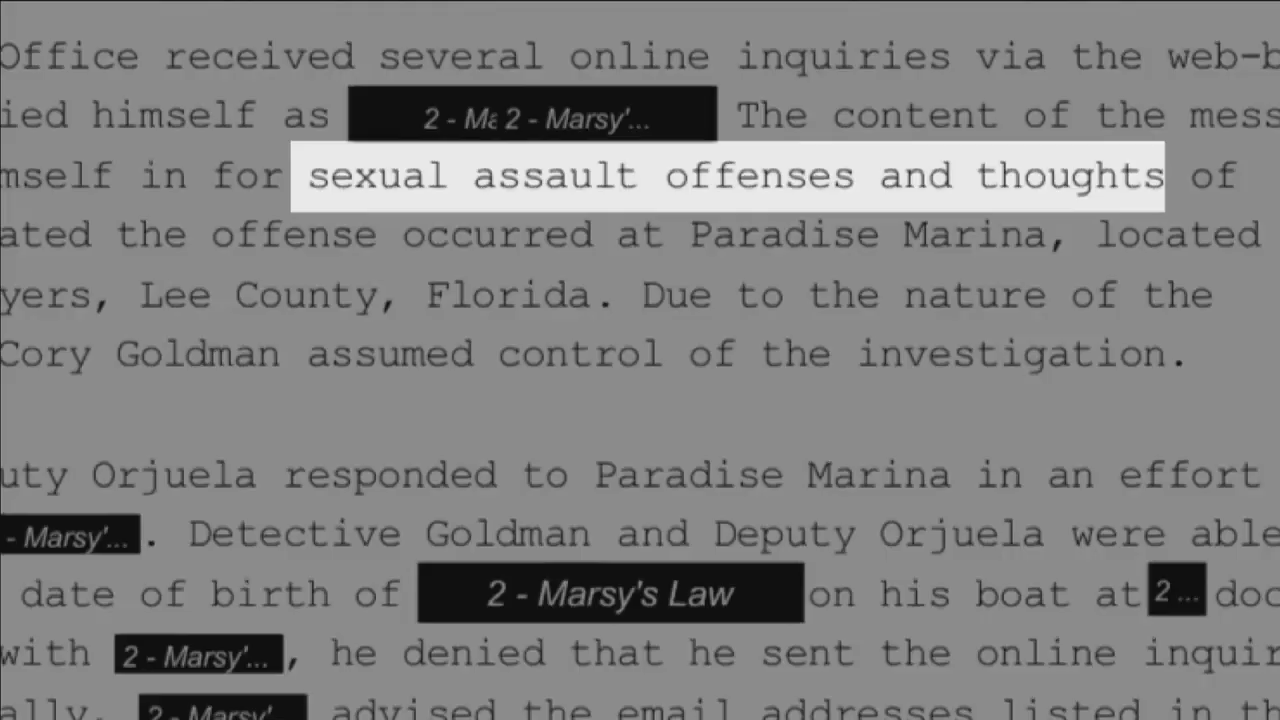 Office received several online inquiries via the web-b
ied himself as 2 - Ma 2 - Marsy'... The content of the mess
mself in for sexual assault offenses and thoughts of
ated the offense occurred at Paradise Marina, located
yers, Lee County, Florida. Due to the nature of the
Cory Goldman assumed control of the investigation.
uty Orjuela responded to Paradise Marina in an effort
- Marsy'... . Detective Goldman and Deputy Orjuela were able
date of birth of 2 - Marsy's Law on his boat at 2 ... doc
with 2 - Marsy'... , he denied that he sent the online inquir
ally, 2 - Marsy'... advised the email addresses listed in th